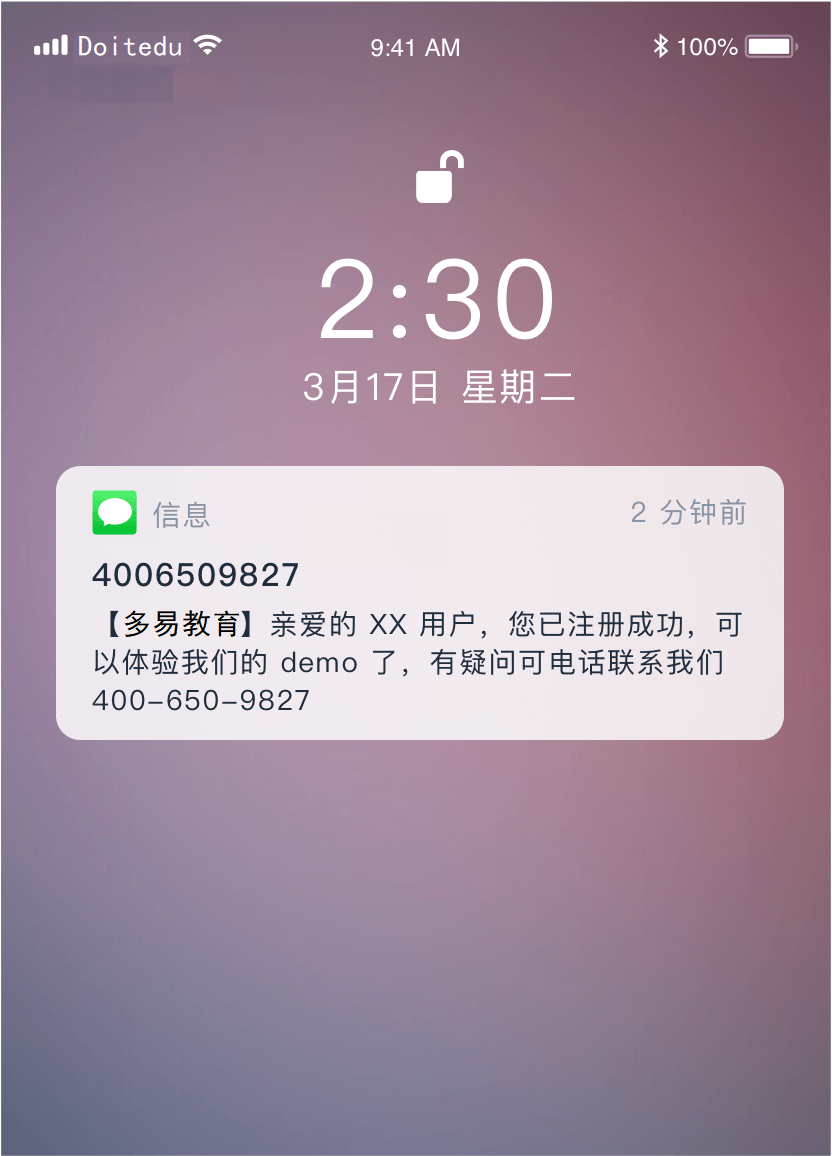 Doitedu 9:41 AM 100%
2:30
3月17日 星期二
信息 2 分钟前
4006509827
【多易教育】亲爱的 XX 用户，您已注册成功，可
以体验我们的 demo 了，有疑问可电话联系我们
400-650-9827